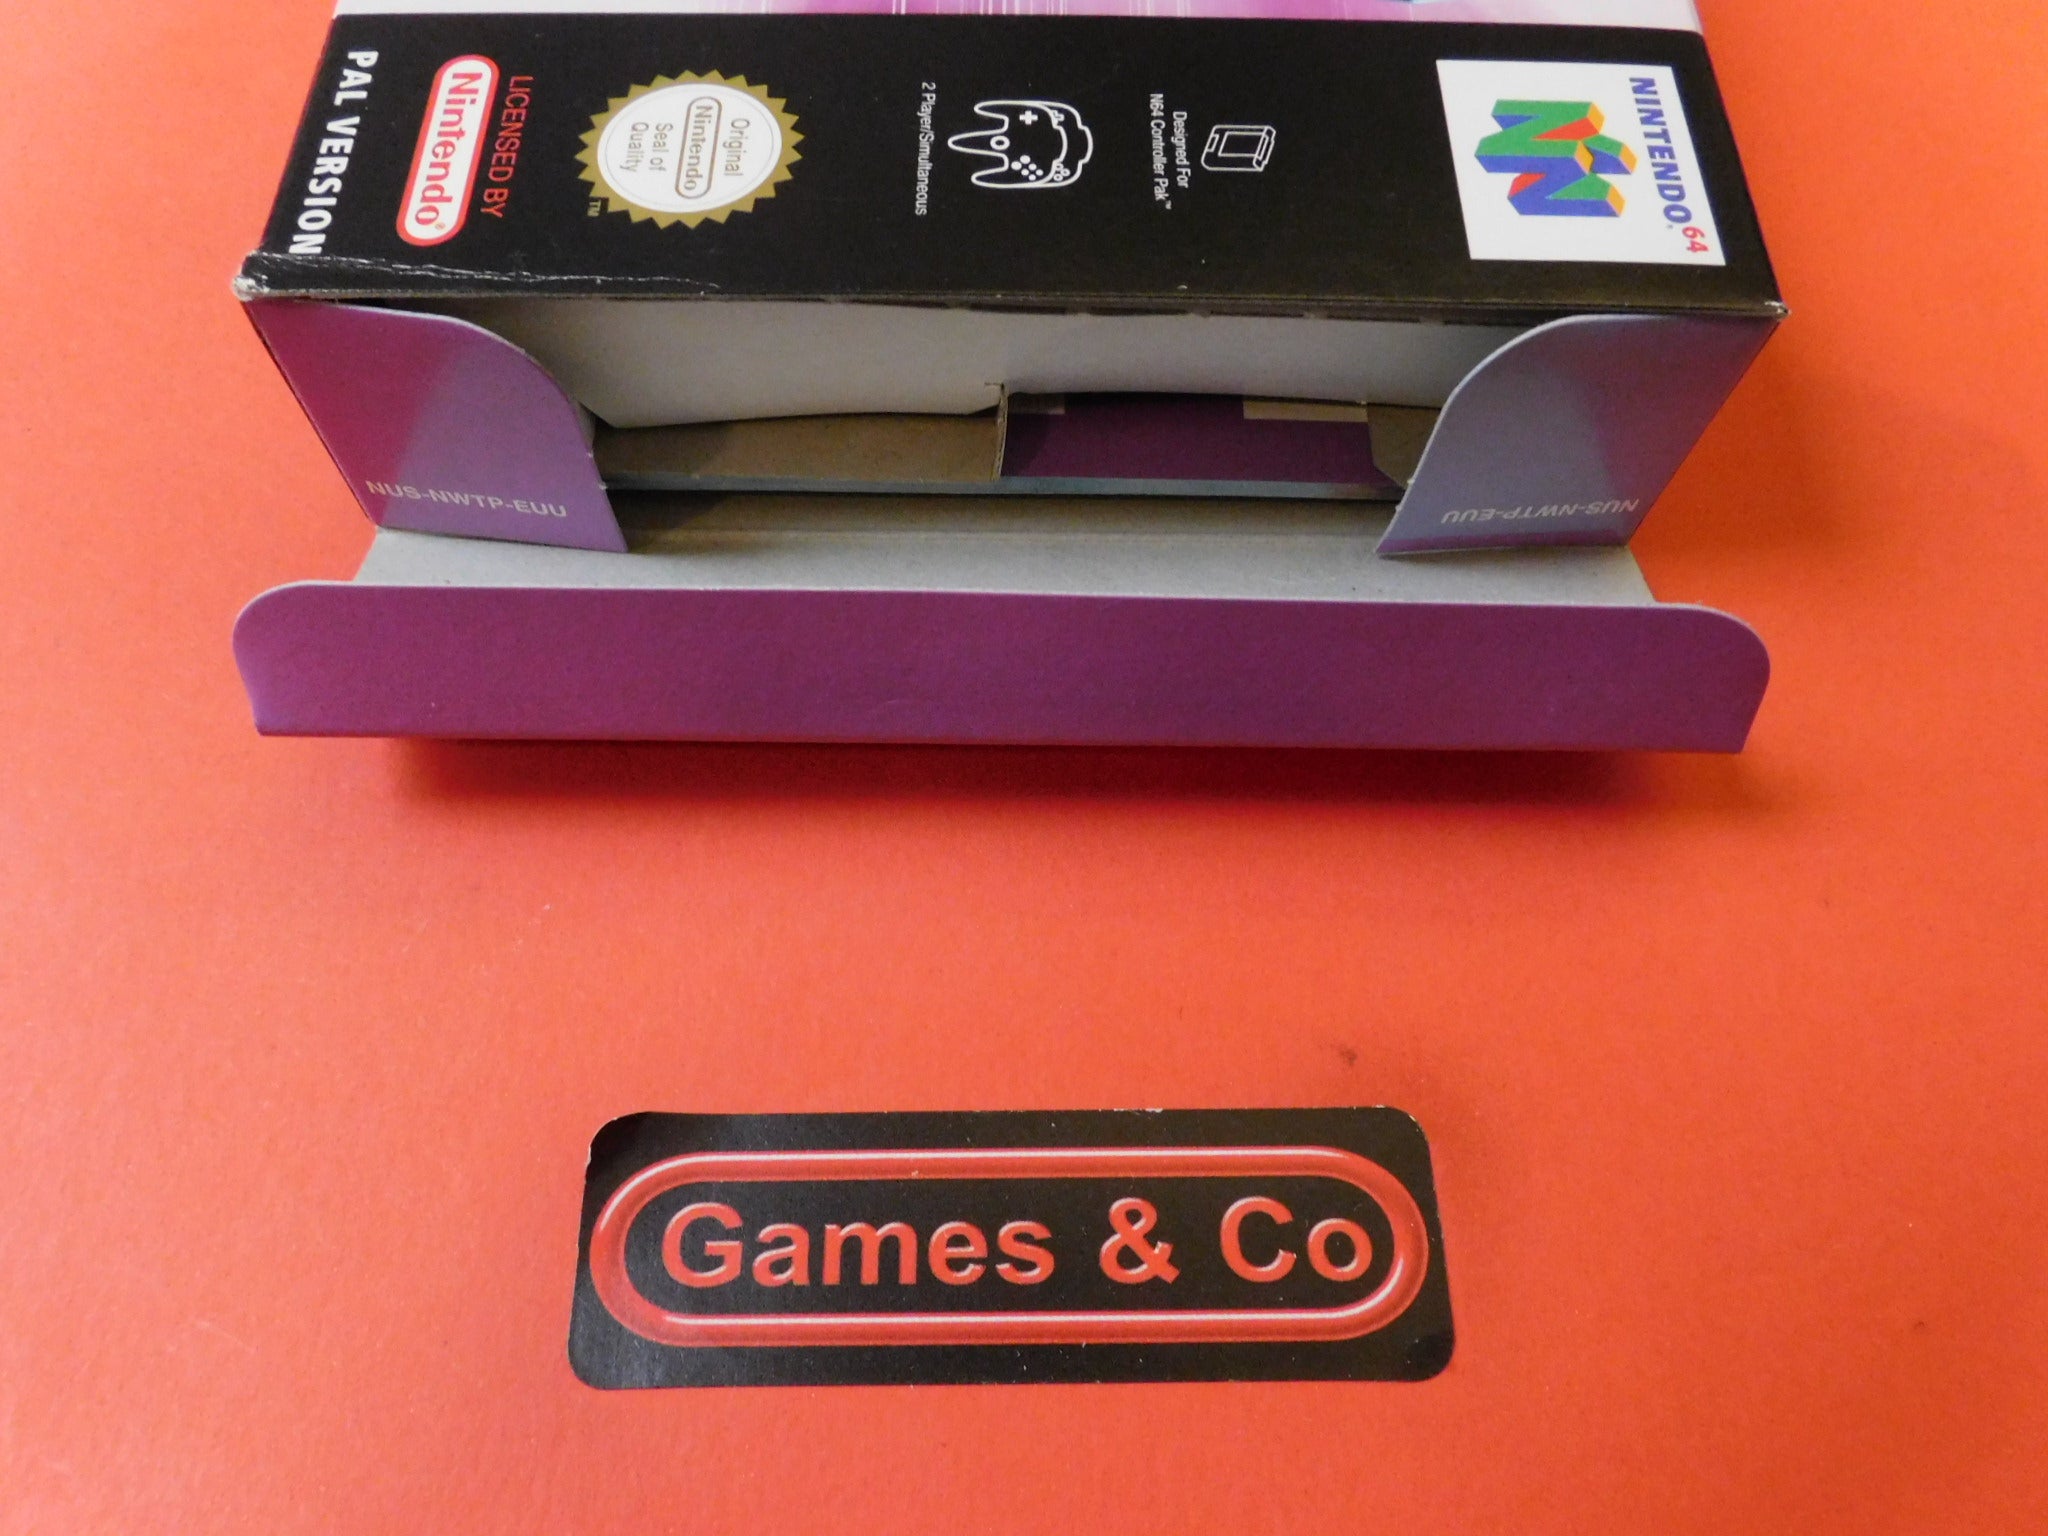 PAL VERSION
LICENSED BY
Nintendo®
Original
Nintendo
Seal of
Quality
TM
2 Player/Simultaneous
Designed For
N64 Controller Pak™
NINTENDO64
NUS-NWTP-EUU
NUS-NWTP-EUU
Games & Co